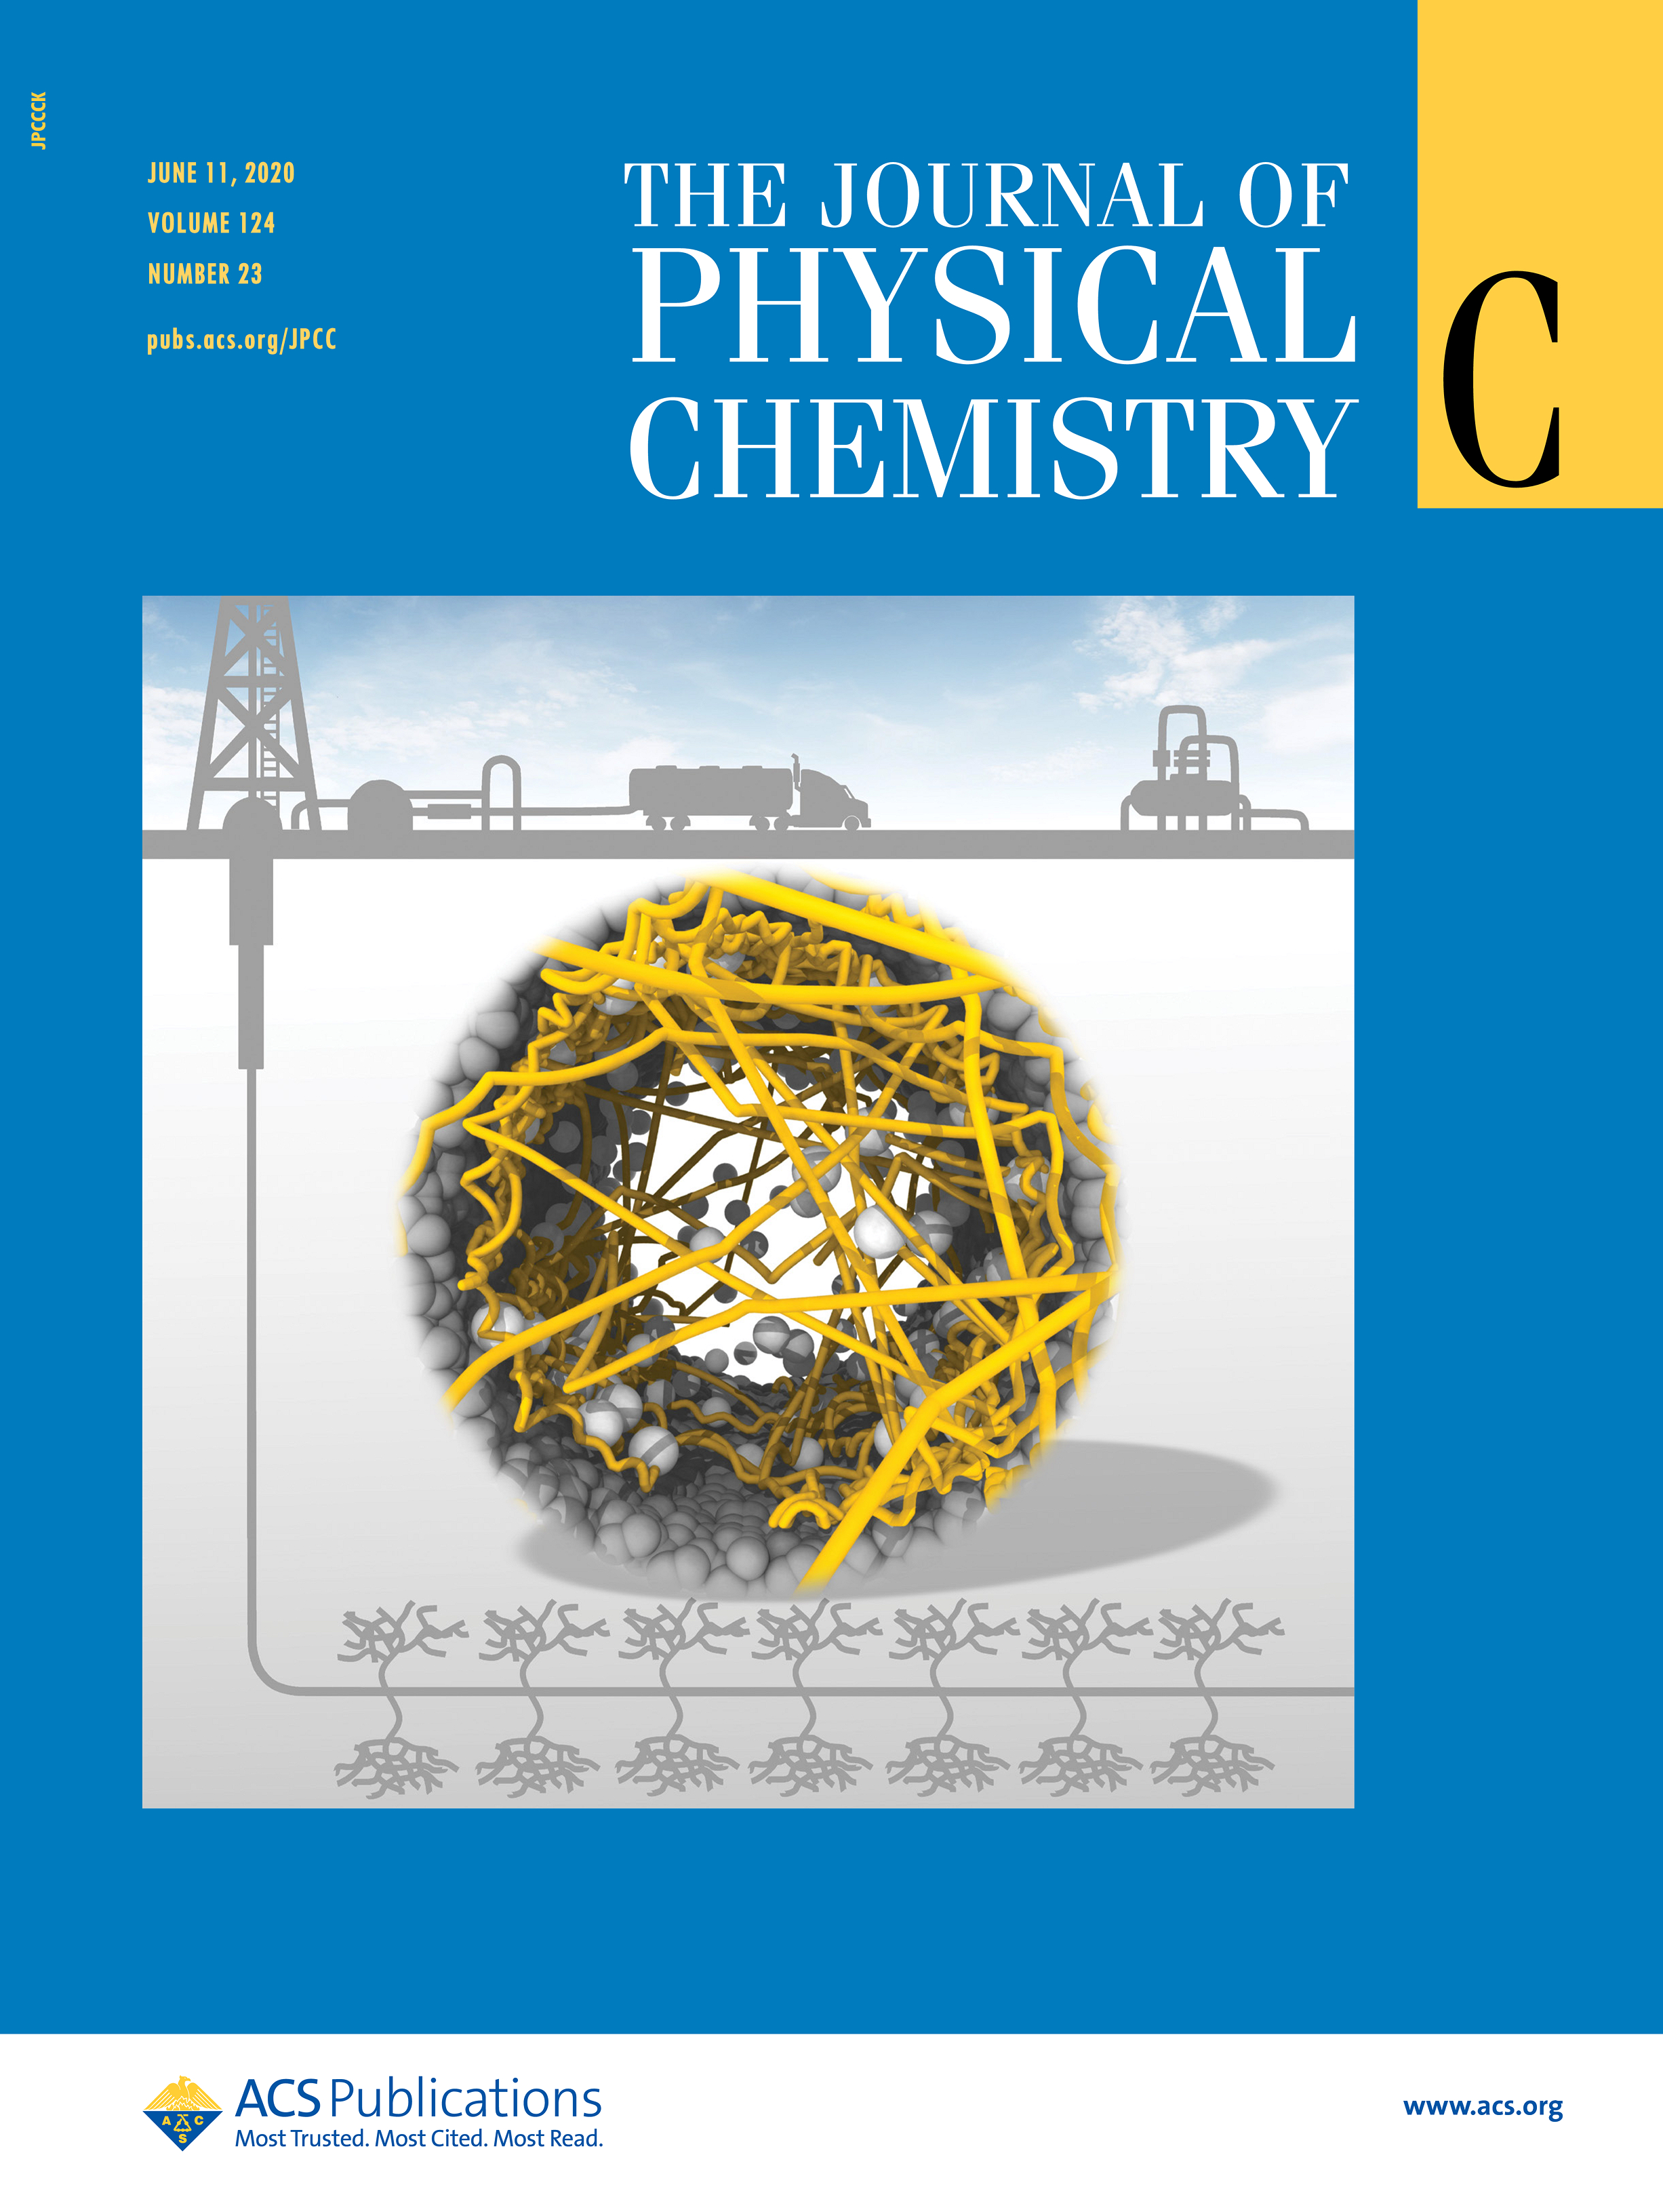 JPCCCK
JUNE 11, 2020
VOLUME 124
NUMBER 23
pubs.acs.org/JPCC
THE JOURNAL OF
PHYSICAL
CHEMISTRY
C
A C
S
ACS Publications
Most Trusted. Most Cited. Most Read.
www.acs.org